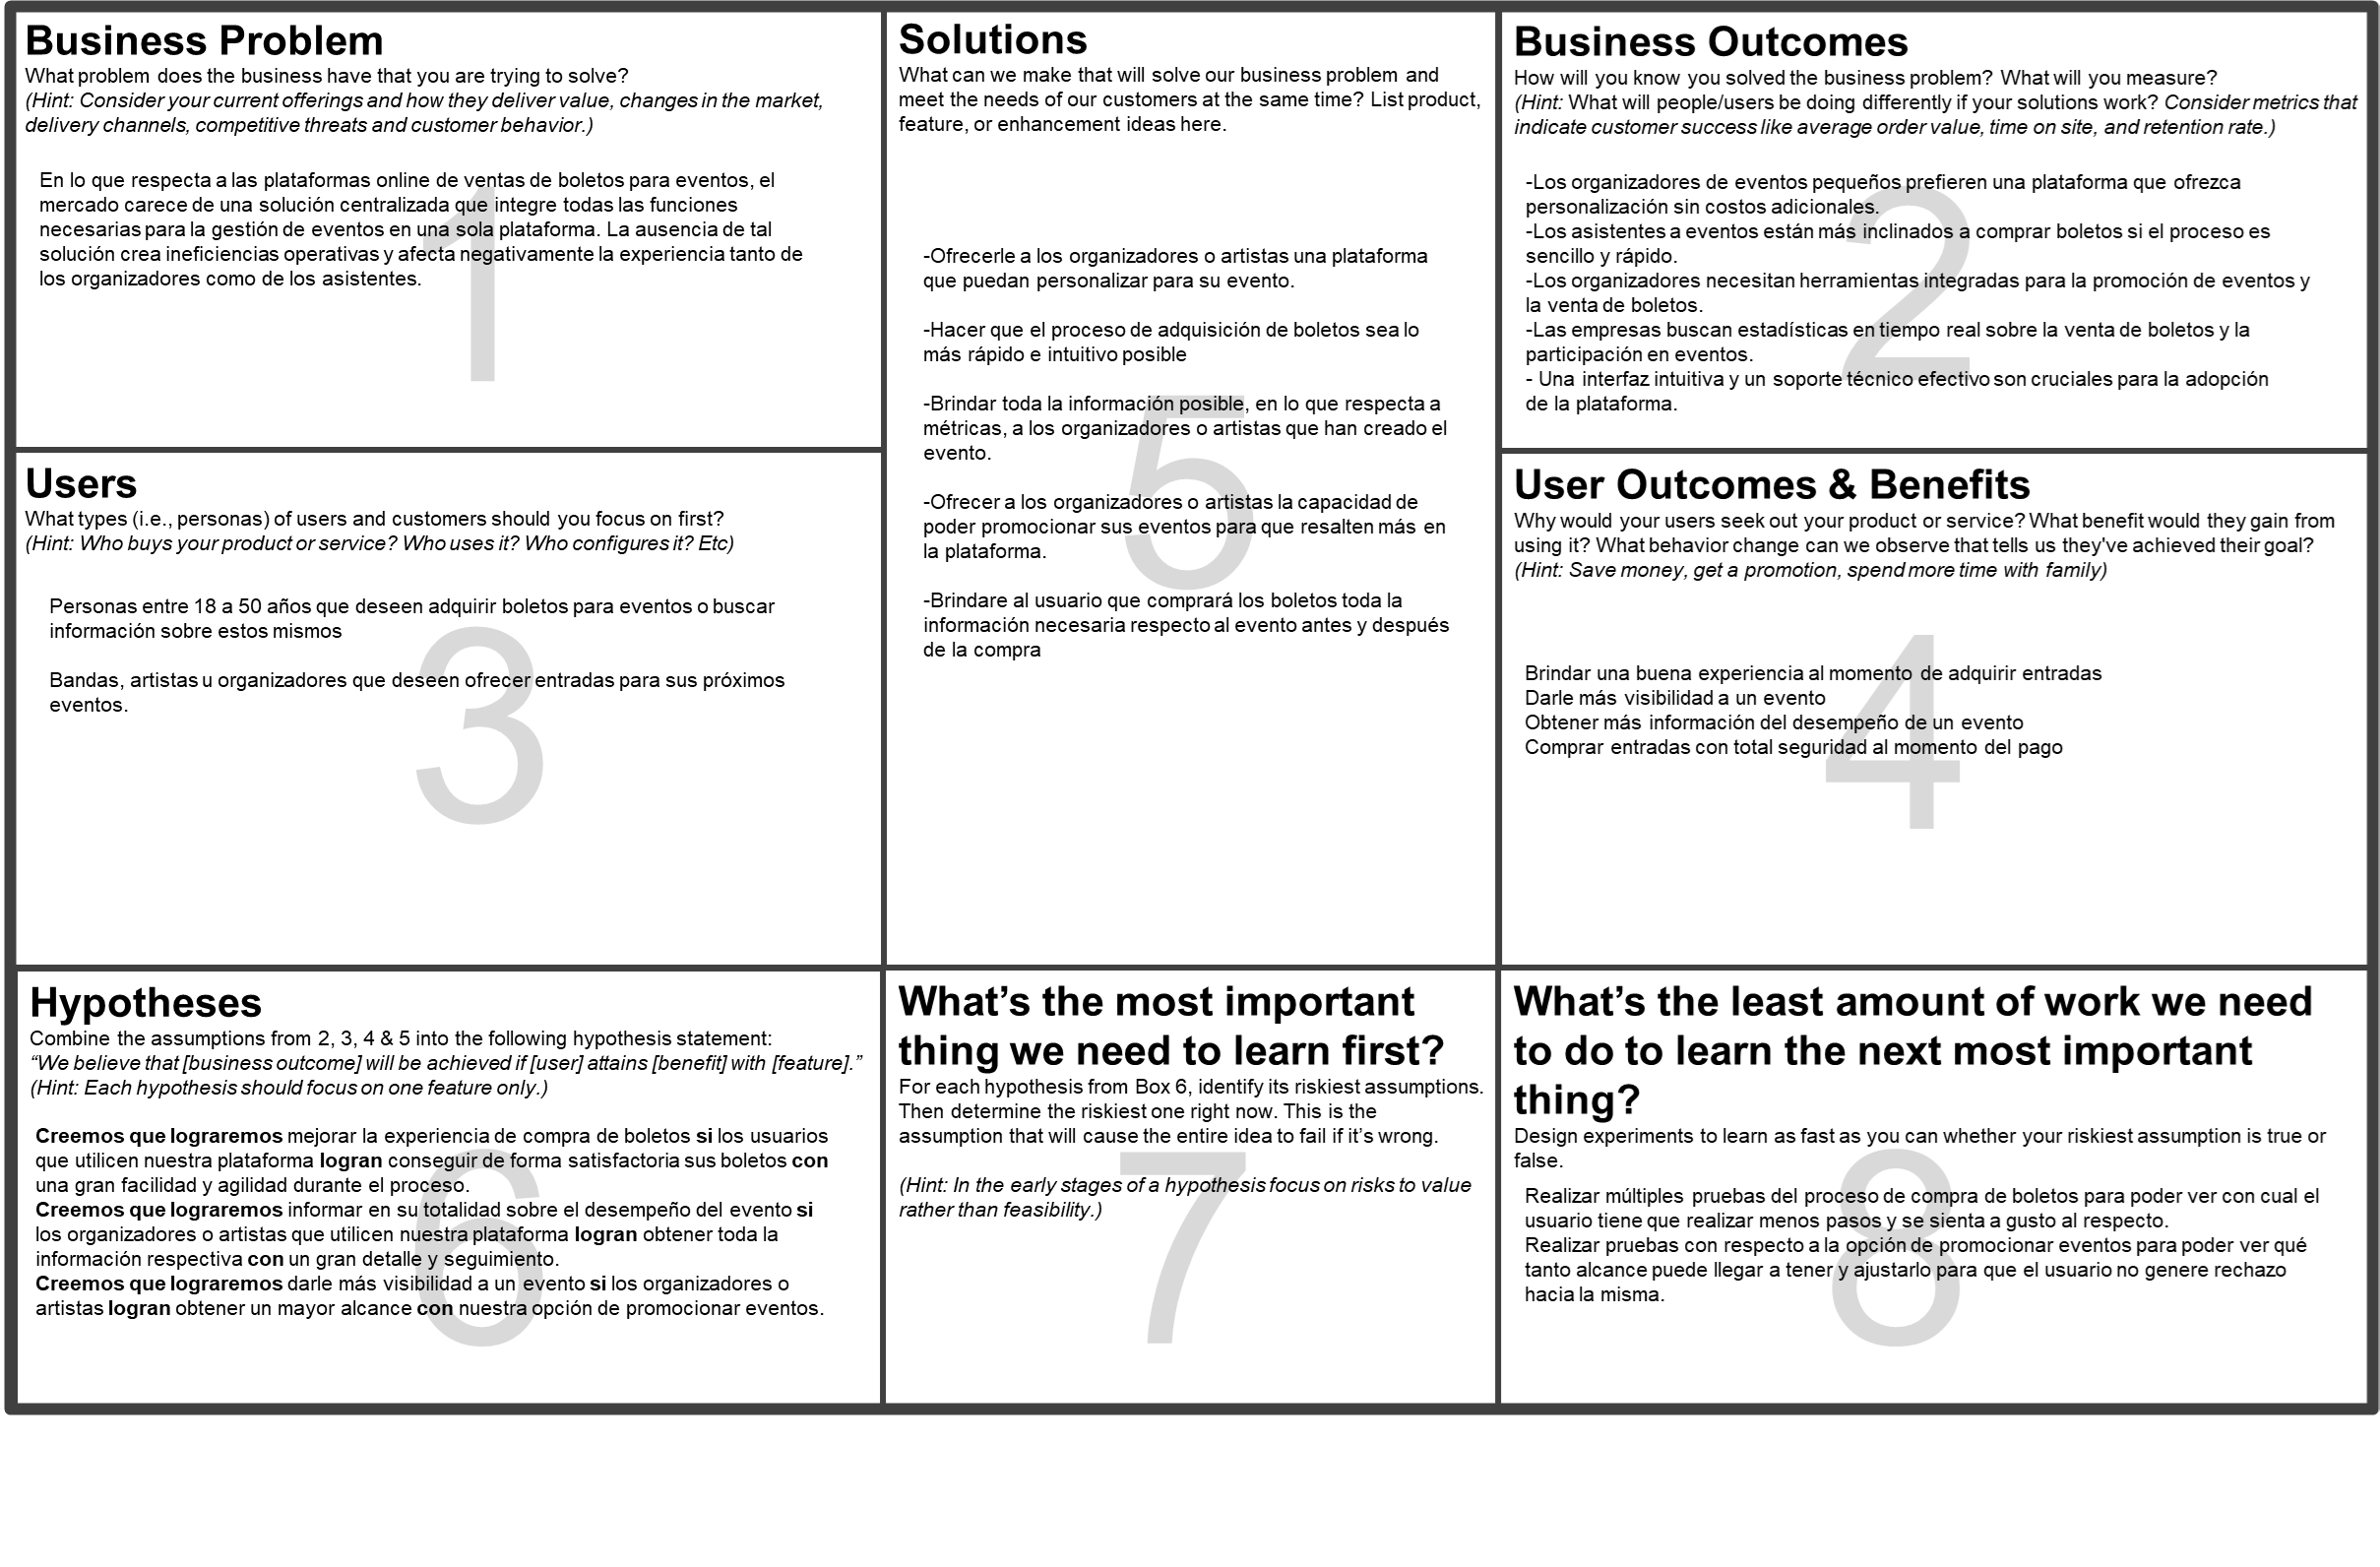 Business Problem
What problem does the business have that you are trying to solve?
(Hint: Consider your current offerings and how they deliver value, changes in the market,
delivery channels, competitive threats and customer behavior.)
En lo que respecta a las plataformas online de ventas de boletos para eventos, el
mercado carece de una solución centralizada que integre todas las funciones
necesarias para la gestión de eventos en una sola plataforma. La ausencia de tal
solución crea ineficiencias operativas y afecta negativamente la experiencia tanto de
los organizadores como de los asistentes.
1
Business Outcomes
How will you know you solved the business problem? What will you measure?
(Hint: What will people/users be doing differently if your solutions work? Consider metrics that
indicate customer success like average order value, time on site, and retention rate.)
-Los organizadores de eventos pequeños prefieren una plataforma que ofrezca
personalización sin costos adicionales.
-Los asistentes a eventos están más inclinados a comprar boletos si el proceso es
sencillo y rápido.
-Los organizadores necesitan herramientas integradas para la promoción de eventos y
la venta de boletos.
-Las empresas buscan estadísticas en tiempo real sobre la venta de boletos y la
participación en eventos.
- Una interfaz intuitiva y un soporte técnico efectivo son cruciales para la adopción
de la plataforma.
2
Users
What types (i.e., personas) of users and customers should you focus on first?
(Hint: Who buys your product or service? Who uses it? Who configures it? Etc)
Personas entre 18 a 50 años que deseen adquirir boletos para eventos o buscar
información sobre estos mismos
Bandas, artistas u organizadores que deseen ofrecer entradas para sus próximos
eventos.
3
User Outcomes & Benefits
Why would your users seek out your product or service? What benefit would they gain from
using it? What behavior change can we observe that tells us they've achieved their goal?
(Hint: Save money, get a promotion, spend more time with family)
Brindar una buena experiencia al momento de adquirir entradas
Darle más visibilidad a un evento
Obtener más información del desempeño de un evento
Comprar entradas con total seguridad al momento del pago
4
Solutions
What can we make that will solve our business problem and
meet the needs of our customers at the same time? List product,
feature, or enhancement ideas here.
-Ofrecerle a los organizadores o artistas una plataforma
que puedan personalizar para su evento.
-Hacer que el proceso de adquisición de boletos sea lo
más rápido e intuitivo posible
-Brindar toda la información posible, en lo que respecta a
métricas, a los organizadores o artistas que han creado el
evento.
-Ofrecer a los organizadores o artistas la capacidad de
poder promocionar sus eventos para que resalten más en
la plataforma.
-Brindare al usuario que comprará los boletos toda la
información necesaria respecto al evento antes y después
de la compra
5
Hypotheses
Combine the assumptions from 2, 3, 4 & 5 into the following hypothesis statement:
“We believe that [business outcome] will be achieved if [user] attains [benefit] with [feature].”
(Hint: Each hypothesis should focus on one feature only.)
Creemos que lograremos mejorar la experiencia de compra de boletos si los usuarios
que utilicen nuestra plataforma logran conseguir de forma satisfactoria sus boletos con
una gran facilidad y agilidad durante el proceso.
Creemos que lograremos informar en su totalidad sobre el desempeño del evento si
los organizadores o artistas que utilicen nuestra plataforma logran obtener toda la
información respectiva con un gran detalle y seguimiento.
Creemos que lograremos darle más visibilidad a un evento si los organizadores o
artistas logran obtener un mayor alcance con nuestra opción de promocionar eventos.
6
What’s the most important
thing we need to learn first?
For each hypothesis from Box 6, identify its riskiest assumptions.
Then determine the riskiest one right now. This is the
assumption that will cause the entire idea to fail if it’s wrong.
(Hint: In the early stages of a hypothesis focus on risks to value
rather than feasibility.)
7
What’s the least amount of work we need
to do to learn the next most important
thing?
Design experiments to learn as fast as you can whether your riskiest assumption is true or
false.
Realizar múltiples pruebas del proceso de compra de boletos para poder ver con cual el
usuario tiene que realizar menos pasos y se sienta a gusto al respecto.
Realizar pruebas con respecto a la opción de promocionar eventos para poder ver qué
tanto alcance puede llegar a tener y ajustarlo para que el usuario no genere rechazo
hacia la misma.
8